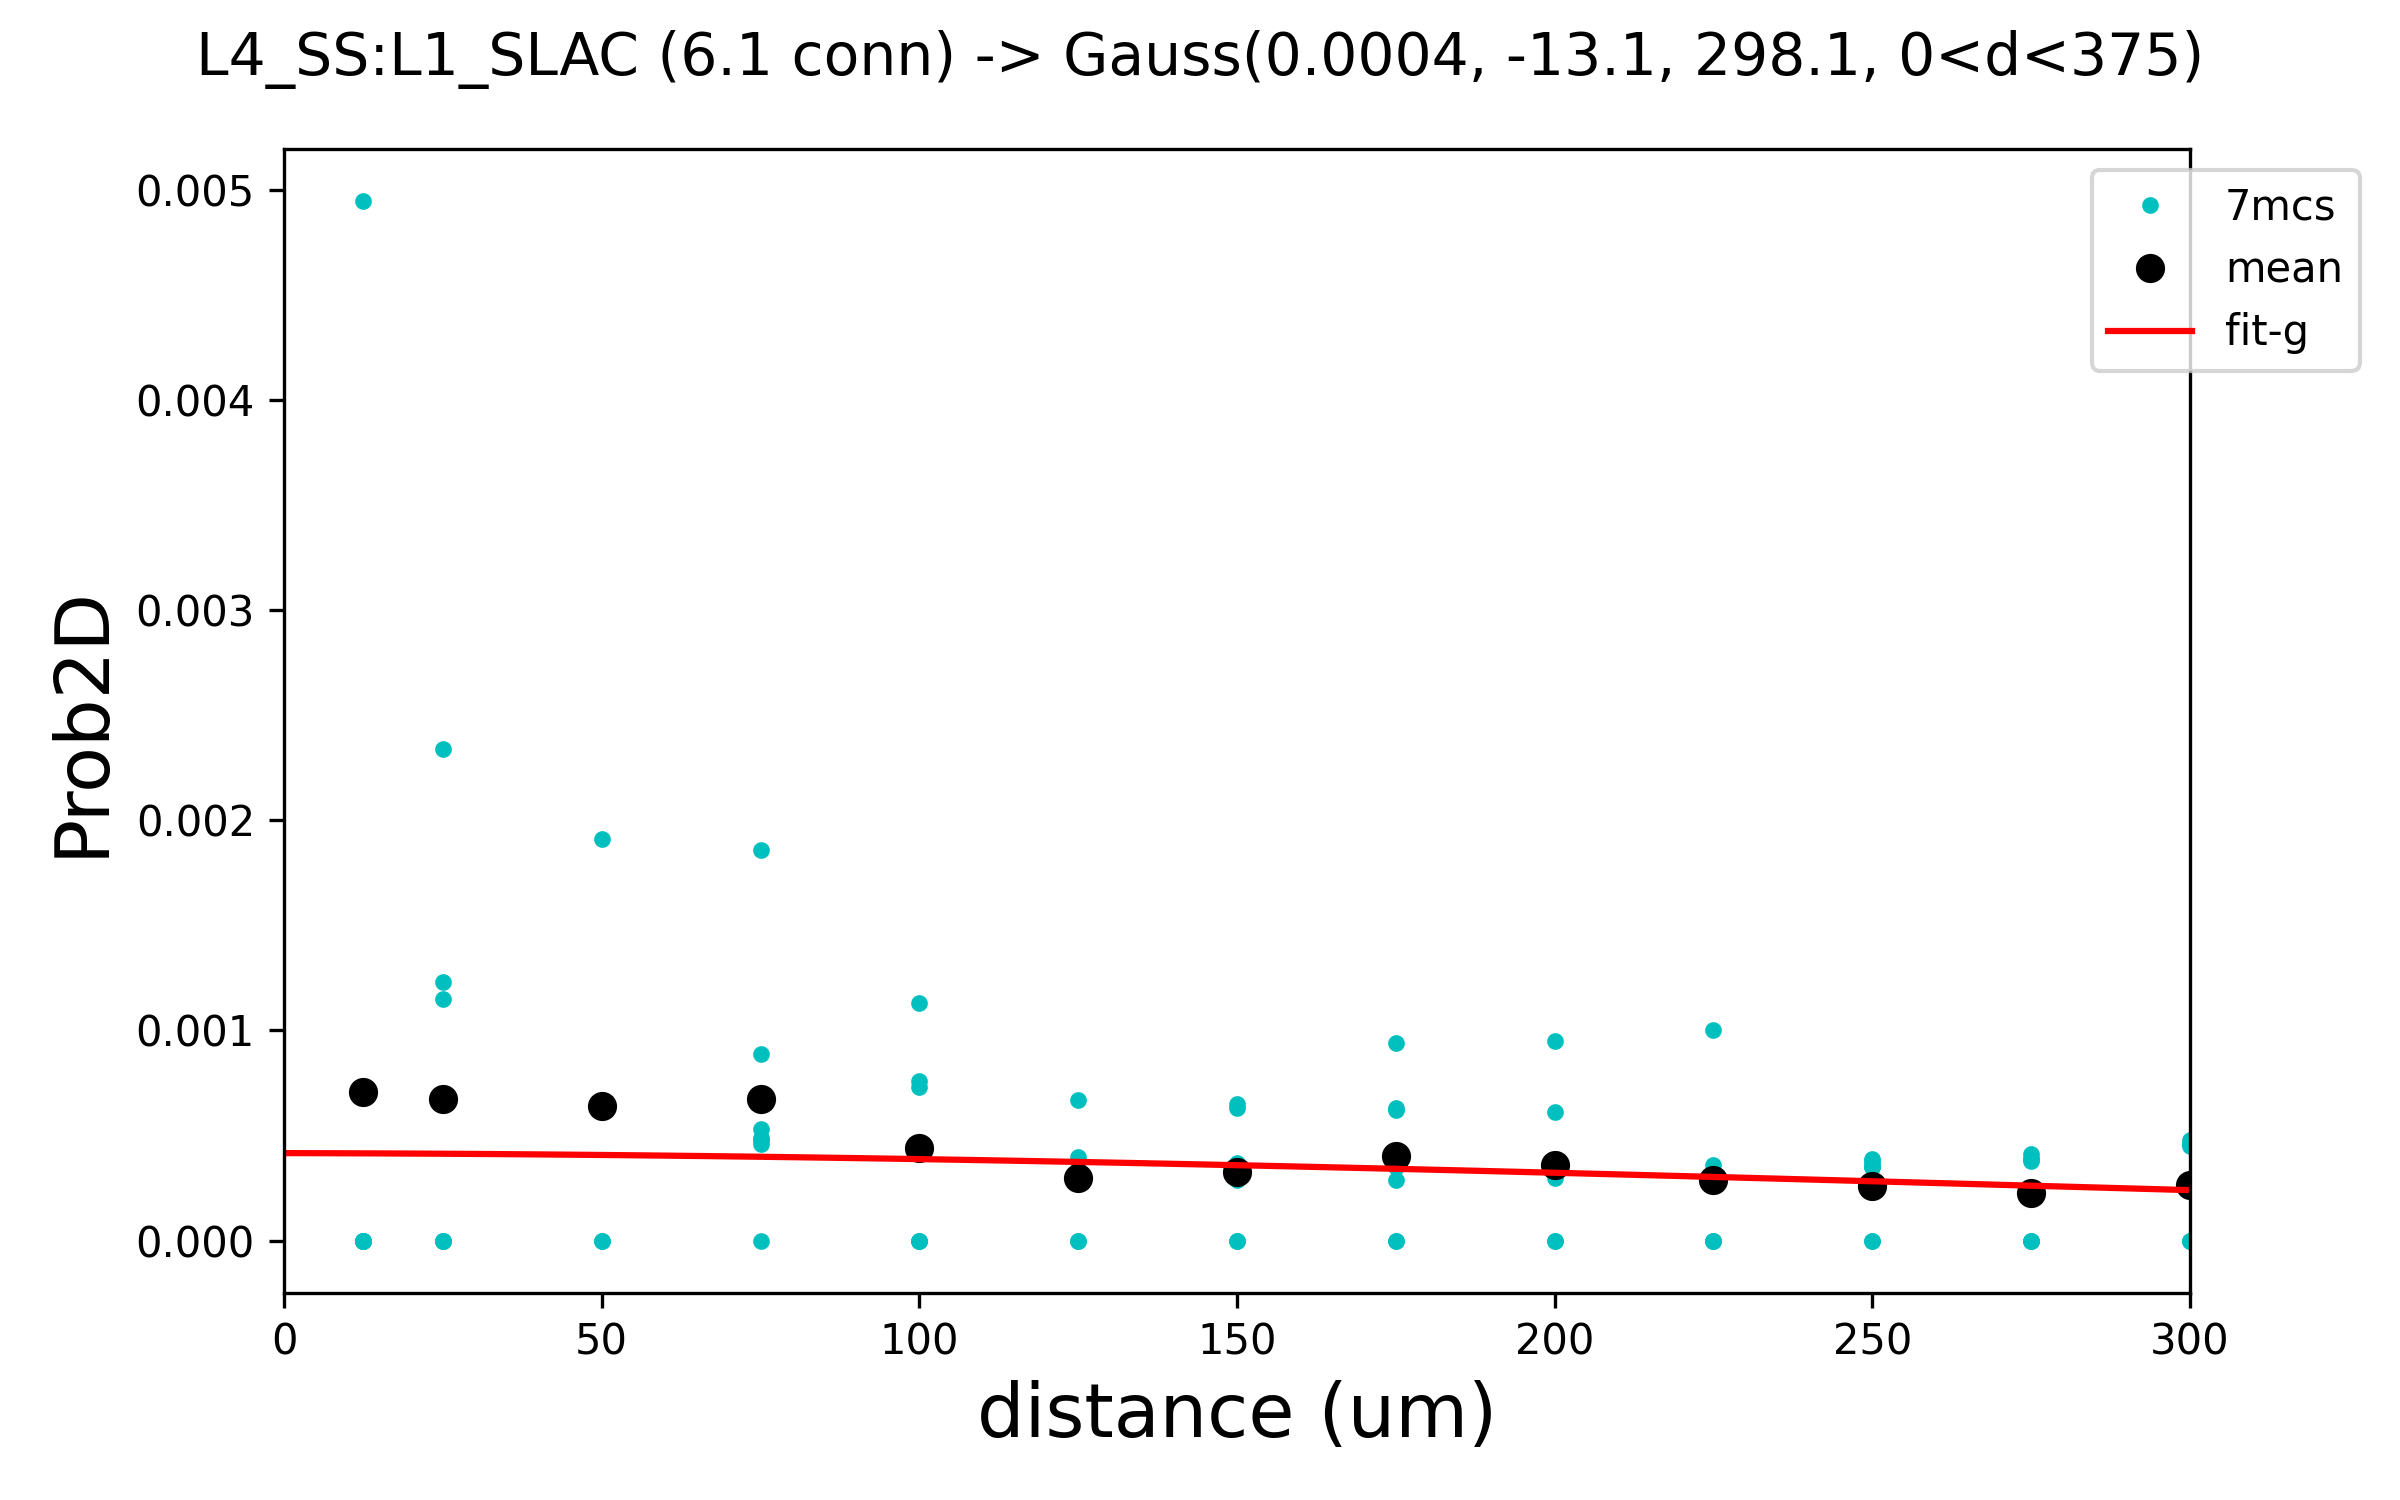 L4_SS:L1_SLAC (6.1 conn) -> Gauss(0.0004, -13.1, 298.1, 0<d<375)
7mcs
mean
fit-g
Prob2D
0.005
0.004
0.003
0.002
0.001
0.000
0 50 100 150 200 250 300
distance (um)